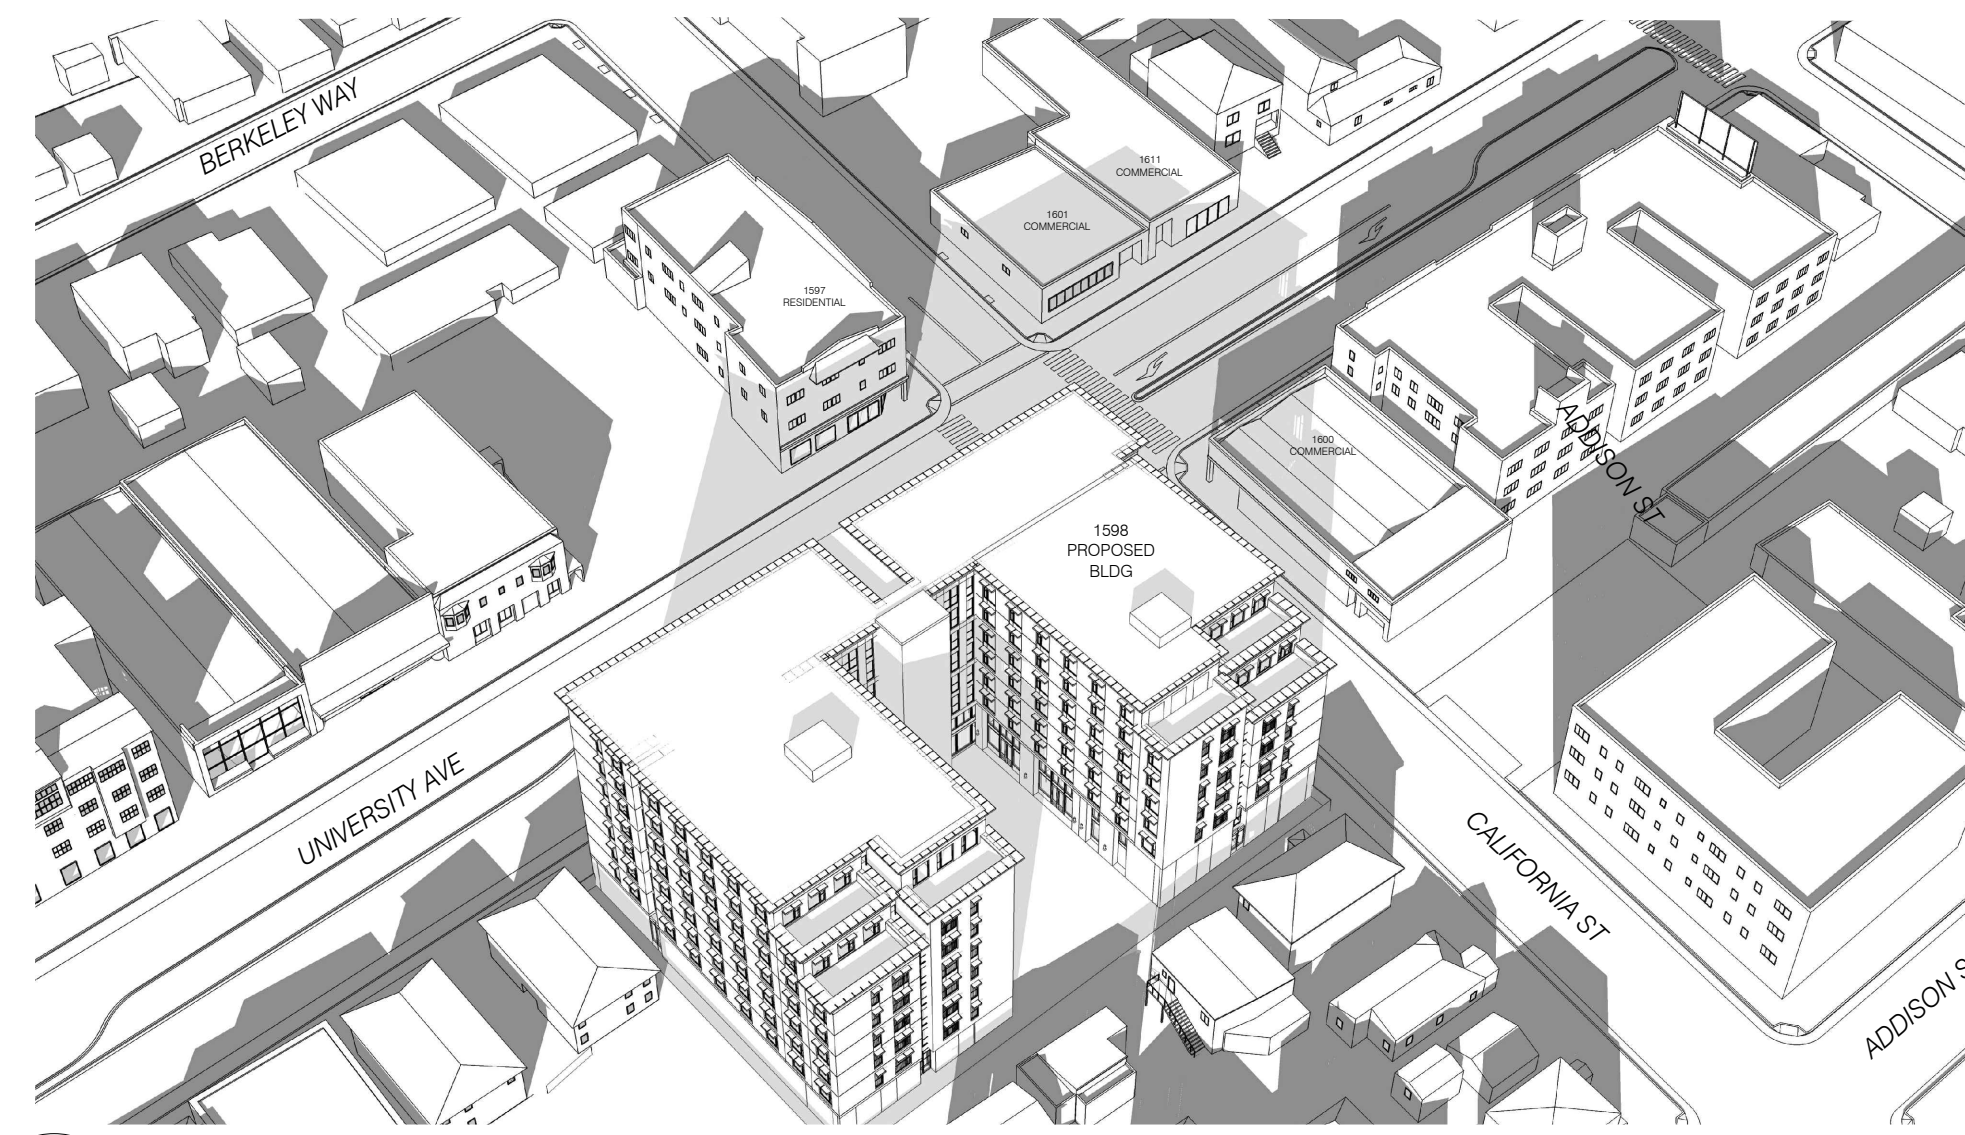 BERKELEY WAY
1611
COMMERCIAL
1601
COMMERCIAL
1597
RESIDENTIAL
1600
COMMERCIAL
ADDISON ST
1598
PROPOSED
BLDG
UNIVERSITY AVE
CALIFORNIA ST
ADDISON S